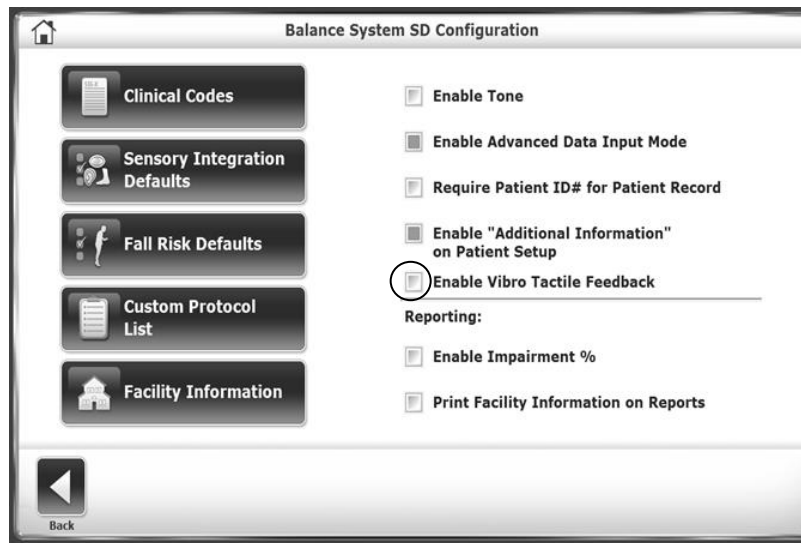 Balance System SD Configuration
Clinical Codes
Sensory Integration
Defaults
Fall Risk Defaults
Custom Protocol
List
Facility Information
Enable Tone
Enable Advanced Data Input Mode
Require Patient ID# for Patient Record
Enable "Additional Information"
on Patient Setup
Enable Vibro Tactile Feedback
Reporting:
Enable Impairment %
Print Facility Information on Reports
Back